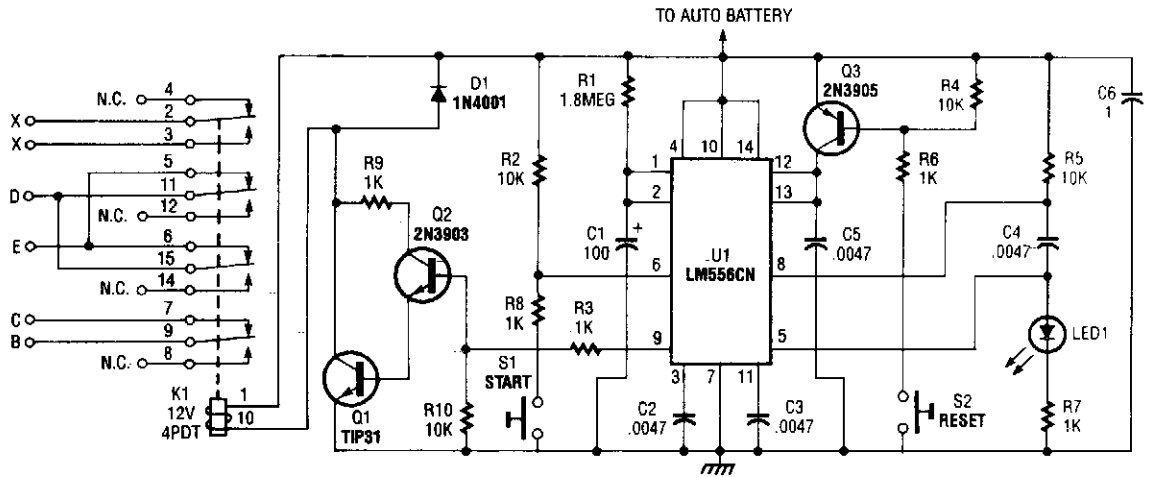 TO AUTO BATTERY
N.C. 4
X 2
X 3
5
D 11
N.C. 12
E 6
15
N.C. 14
C 7
B 9
N.C. 8
K1
12V
4PDT
1
10
D1
1N4001
R9
1K
Q2
2N3903
Q1
TIP31
R10
10K
R2
10K
R8
1K
S1
START
R3
1K
R1
1.8MEG
C1
100
+
4 10 14
1
2
6
9
12
13
8
5
3 7 11
U1
LM556CN
C2
.0047
C3
.0047
Q3
2N3905
C5
.0047
R4
10K
R6
1K
S2
RESET
R5
10K
C4
.0047
LED1
R7
1K
C6
1